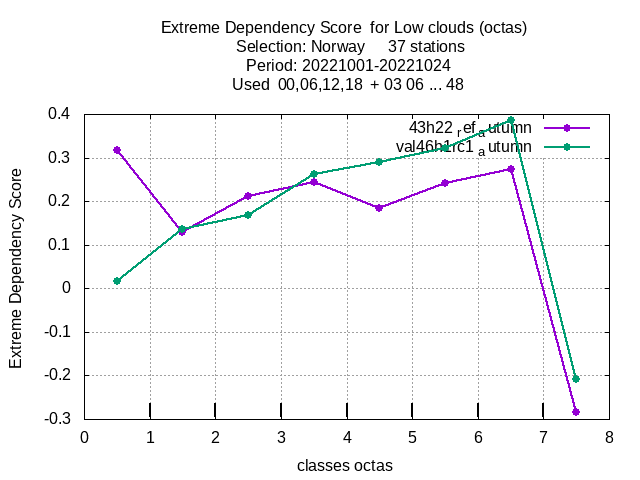 Extreme Dependency Score  for Low clouds (octas)
Selection: Norway     37 stations
Period: 20221001-20221024
Used  00,06,12,18  + 03 06 ... 48
43h22 ref autumn
val46h1rc1 autumn
Extreme Dependency Score
0.4
0.3
0.2
0.1
0
-0.1
-0.2
-0.3
0 1 2 3 4 5 6 7 8
classes octas